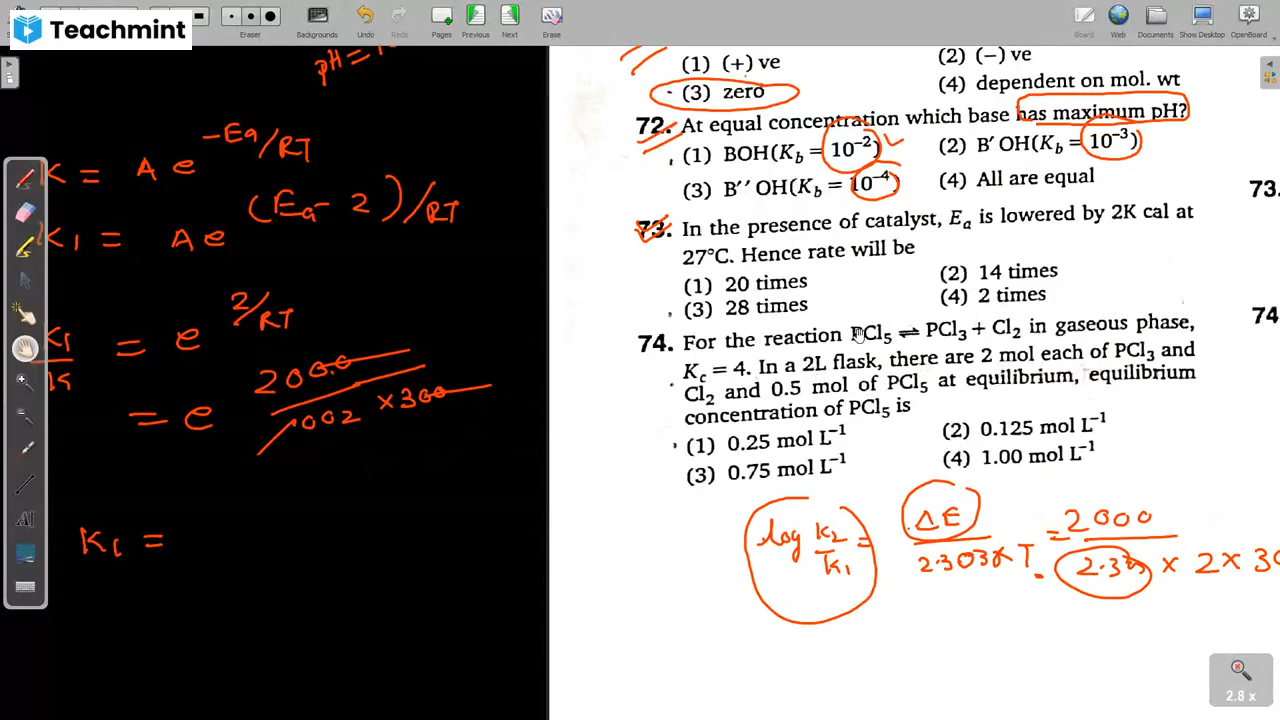 Teachmint
Eraser
Backgrounds
Undo
Redo
Pages
Previous
Next
Erase
Board
Web
Documents
Show Desktop
OpenBoard
pH = 1
K = A e -Ea/RT
K1 = A e (Ea - 2)/RT
K1/K = e 2/RT
= e 2000/.002 × 300
K1 =
(1) (+) ve (2) (−) ve
(3) zero (4) dependent on mol. wt
72. At equal concentration which base has maximum pH?
(1) BOH(Kb = 10−2) (2) B′OH(Kb = 10−3)
(3) B′′OH(Kb = 10−4) (4) All are equal
73.
73. In the presence of catalyst, Ea is lowered by 2K cal at
27°C. Hence rate will be
(1) 20 times (2) 14 times
(3) 28 times (4) 2 times
74. For the reaction PCl5 ⇌ PCl3 + Cl2 in gaseous phase,
74
Kc = 4. In a 2L flask, there are 2 mol each of PCl3 and
Cl2 and 0.5 mol of PCl5 at equilibrium, equilibrium
concentration of PCl5 is
(1) 0.25 mol L−1 (2) 0.125 mol L−1
(3) 0.75 mol L−1 (4) 1.00 mol L−1
log K2/K1 = ΔE/2.303 R T = 2000/2.303 × 2 × 30
2.8 x